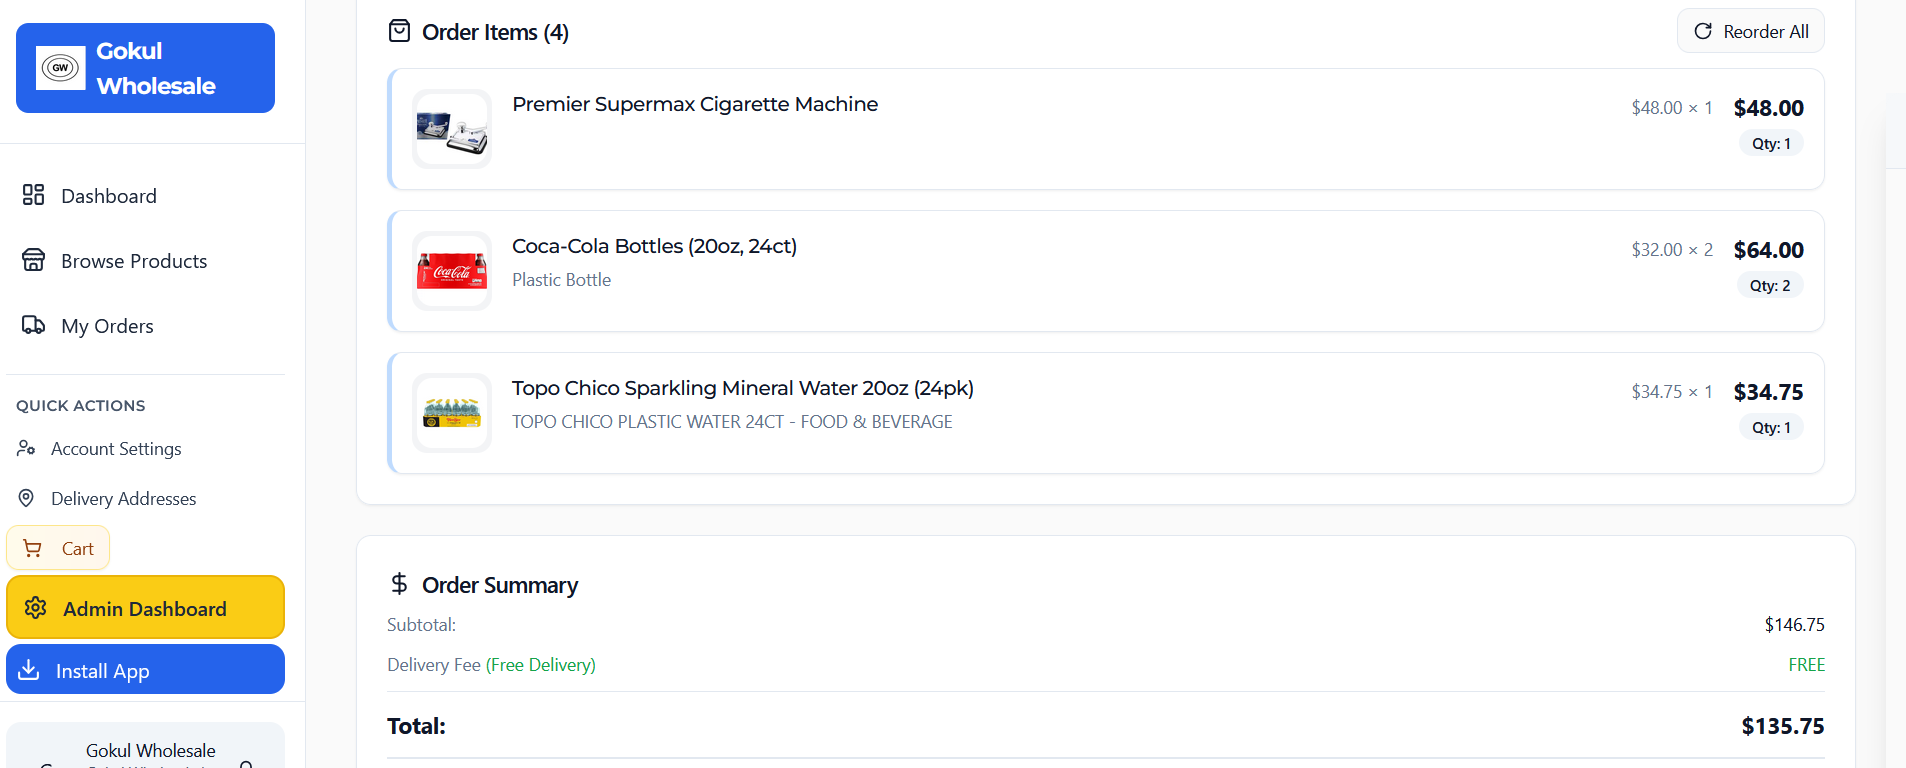 Gokul
Wholesale
GW
Dashboard
Browse Products
My Orders
QUICK ACTIONS
Account Settings
Delivery Addresses
Cart
Admin Dashboard
Install App
Gokul Wholesale
Order Items (4)
Reorder All
Premier Supermax Cigarette Machine
$48.00 × 1 $48.00
Qty: 1
Coca-Cola Bottles (20oz, 24ct)
Plastic Bottle
Coca-Cola
$32.00 × 2 $64.00
Qty: 2
Topo Chico Sparkling Mineral Water 20oz (24pk)
TOPO CHICO PLASTIC WATER 24CT - FOOD & BEVERAGE
$34.75 × 1 $34.75
Qty: 1
Order Summary
Subtotal: $146.75
Delivery Fee (Free Delivery) FREE
Total: $135.75